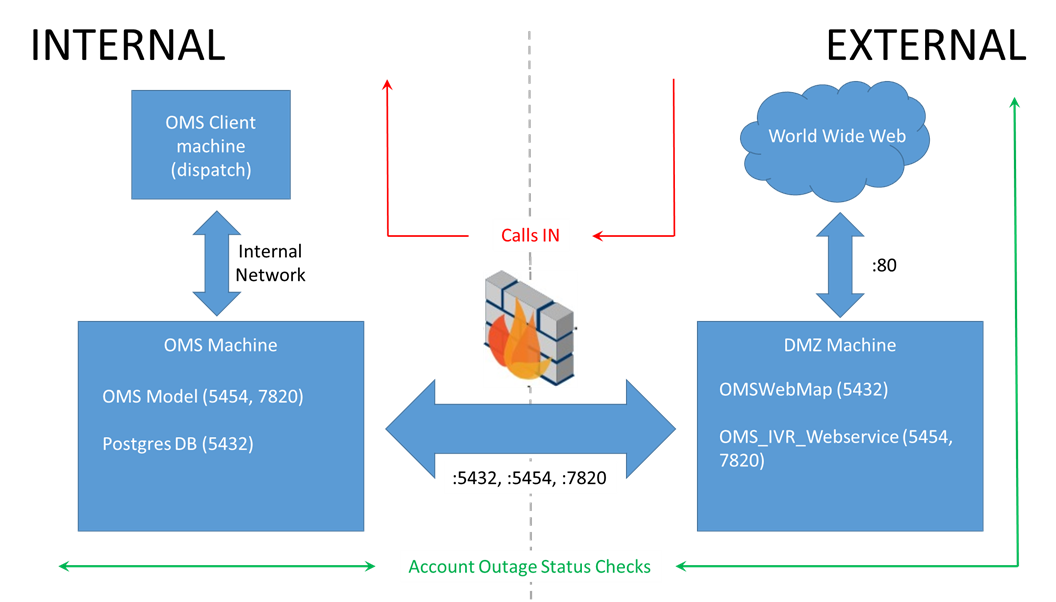 INTERNAL
EXTERNAL
OMS Client
machine
(dispatch)
World Wide Web
Calls IN
Internal
Network
:80
OMS Machine
OMS Model (5454, 7820)
Postgres DB (5432)
DMZ Machine
OMSWebMap (5432)
OMS_IVR_Webservice (5454,
7820)
:5432, :5454, :7820
Account Outage Status Checks